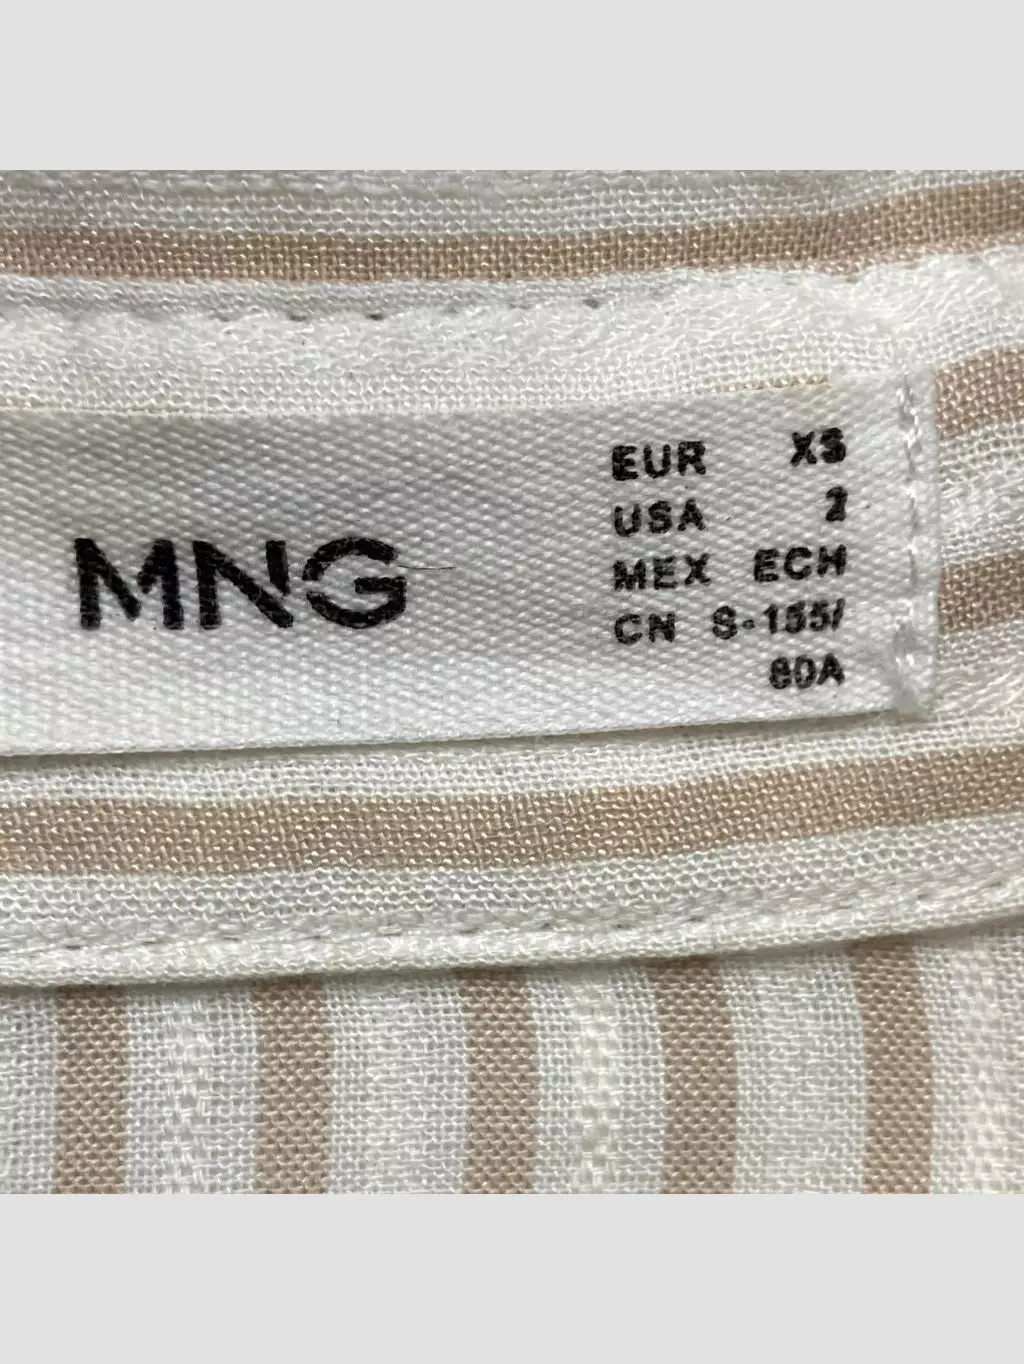 MNG
EUR XS
USA 2
MEX ECH
CN S-155/
80A